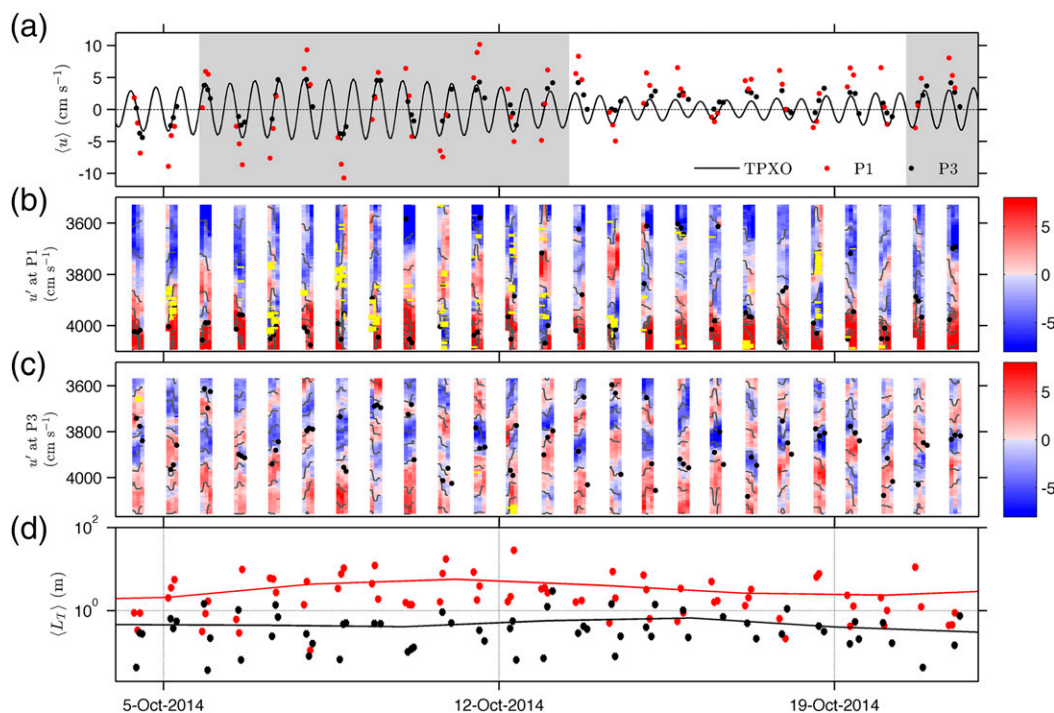 (a)
10
5
0
-5
-10
⟨u⟩ (cm s⁻¹)
TPXO P1 P3
(b)
3600
3800
4000
u′ at P1
(cm s⁻¹)
5
0
-5
(c)
3600
3800
4000
u′ at P3
(cm s⁻¹)
5
0
-5
(d)
10²
10⁰
⟨L_T⟩ (m)
5-Oct-2014 12-Oct-2014 19-Oct-2014